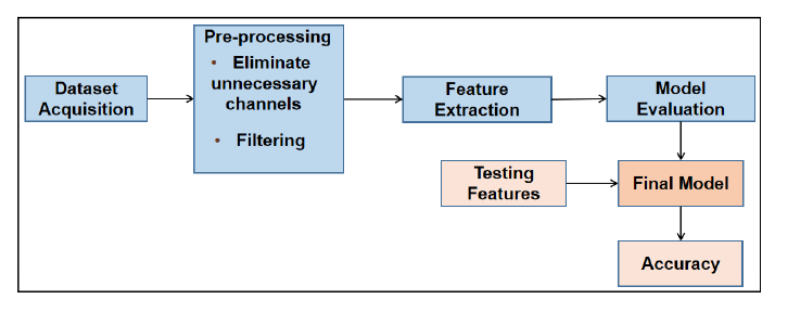 Dataset
Acquisition
Pre-processing
• Eliminate
unnecessary
channels
• Filtering
Feature
Extraction
Model
Evaluation
Testing
Features
Final Model
Accuracy